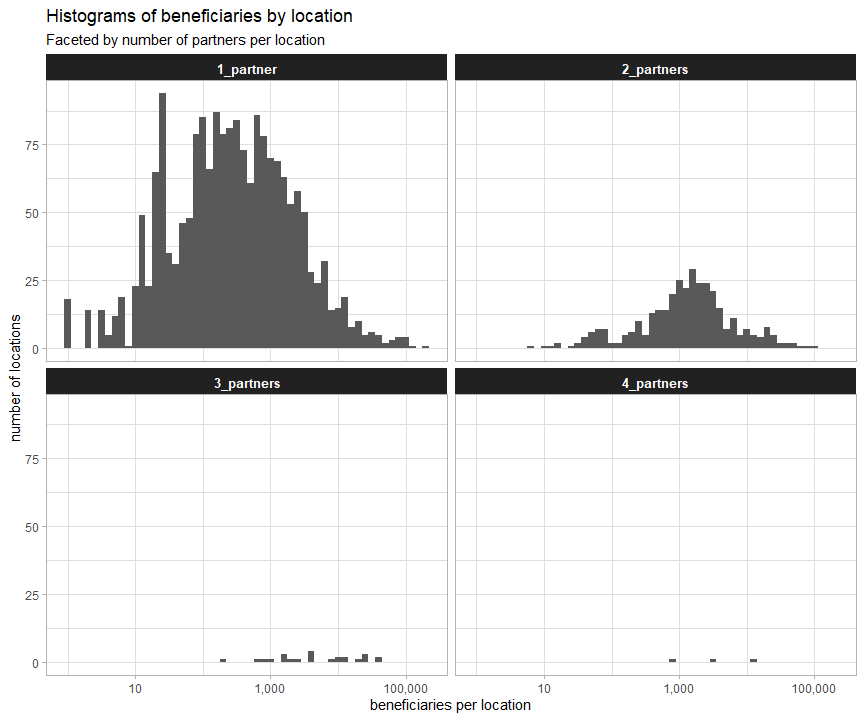 Histograms of beneficiaries by location
Faceted by number of partners per location
1_partner
2_partners
75
50
25
0
number of locations
3_partners
4_partners
75
50
25
0
10
1,000
100,000
10
1,000
100,000
beneficiaries per location